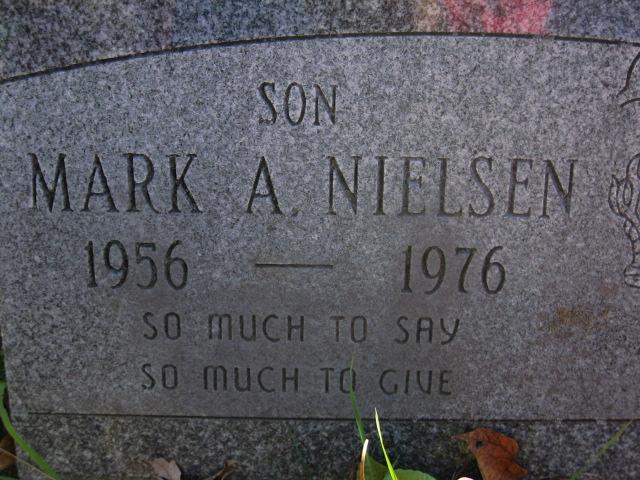 SON
MARK A. NIELSEN
1956 — 1976
SO MUCH TO SAY
SO MUCH TO GIVE